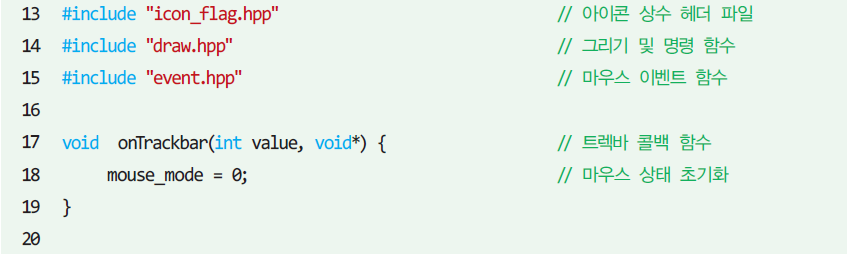 13 #include "icon_flag.hpp" // 아이콘 상수 헤더 파일
14 #include "draw.hpp" // 그리기 및 명령 함수
15 #include "event.hpp" // 마우스 이벤트 함수
16
17 void onTrackbar(int value, void*) { // 트렉바 콜백 함수
18 mouse_mode = 0; // 마우스 상태 초기화
19 }
20